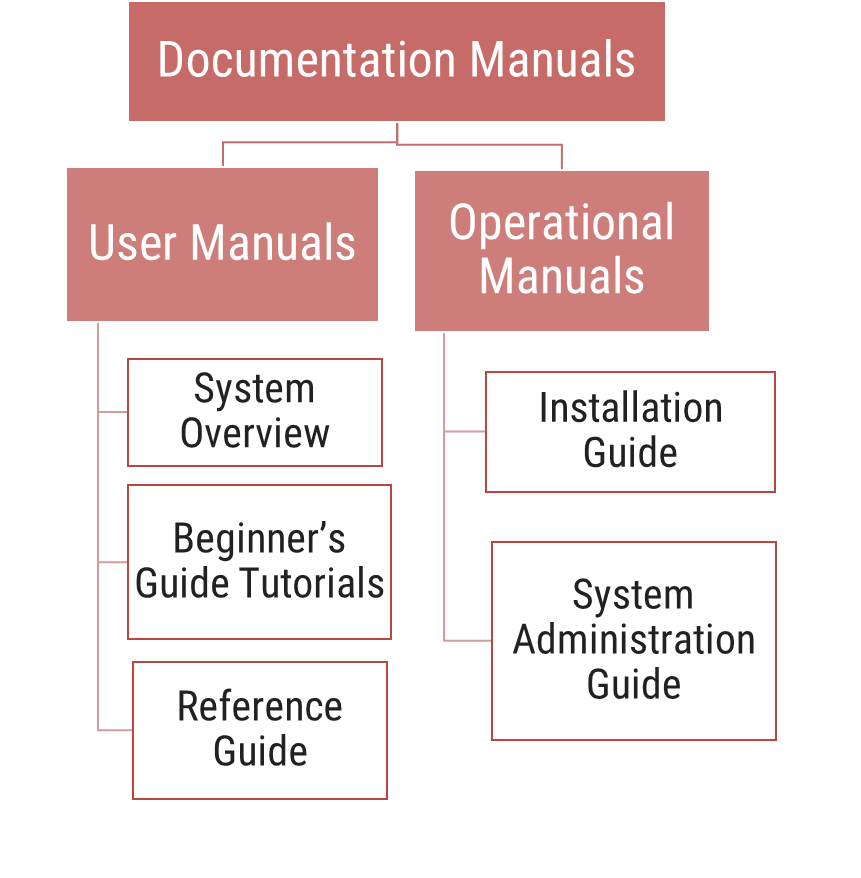 Documentation Manuals
User Manuals
Operational
Manuals
System
Overview
Beginner’s
Guide Tutorials
Reference
Guide
Installation
Guide
System
Administration
Guide